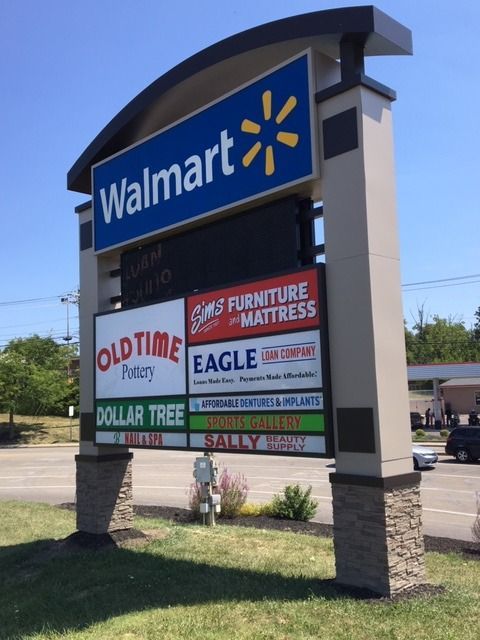 Walmart
LOAN
OLD TIME
Pottery
Sims FURNITURE
and MATTRESS
EAGLE LOAN COMPANY
Loans Made Easy. Payments Made Affordable!
DOLLAR TREE
NAIL & SPA
AFFORDABLE DENTURES & IMPLANTS
SPORTS GALLERY
SALLY BEAUTY
SUPPLY